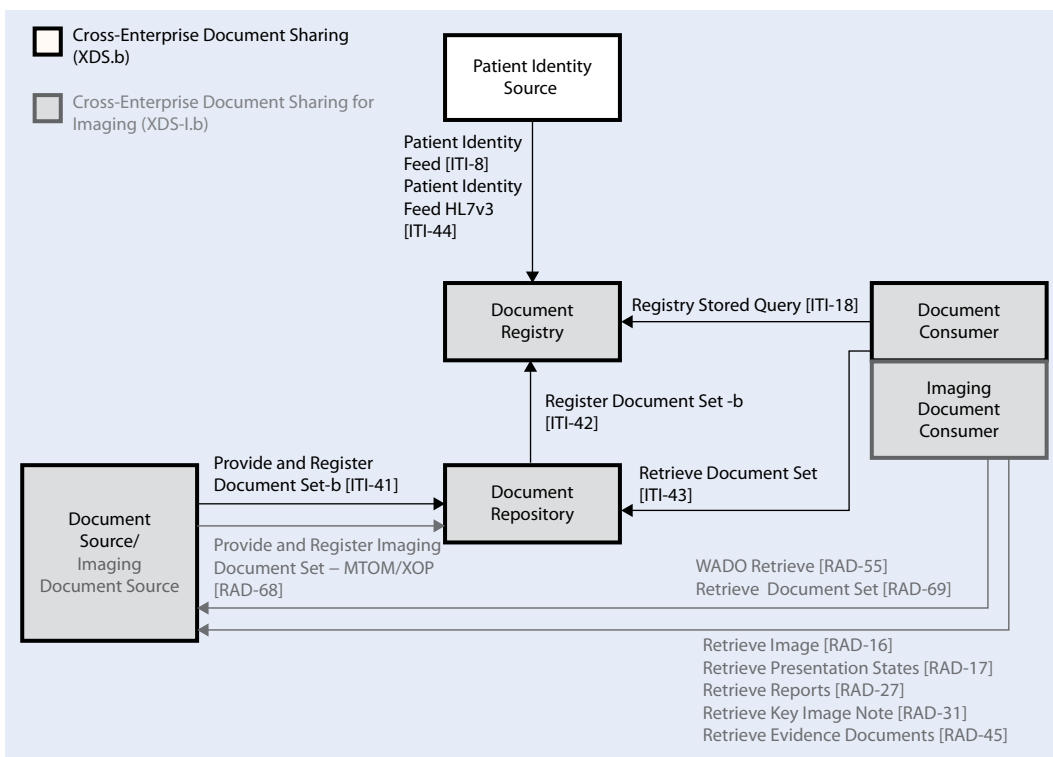 Cross-Enterprise Document Sharing
(XDS.b)
Cross-Enterprise Document Sharing for
Imaging (XDS-I.b)
Patient Identity
Source
Patient Identity
Feed [ITI-8]
Patient Identity
Feed HL7v3
[ITI-44]
Document
Registry
Registry Stored Query [ITI-18]
Document
Consumer
Imaging
Document
Consumer
Register Document Set -b
[ITI-42]
Provide and Register
Document Set-b [ITI-41]
Document
Repository
Retrieve Document Set
[ITI-43]
Document
Source/
Imaging
Document Source
Provide and Register Imaging
Document Set – MTOM/XOP
[RAD-68]
WADO Retrieve [RAD-55]
Retrieve Document Set [RAD-69]
Retrieve Image [RAD-16]
Retrieve Presentation States [RAD-17]
Retrieve Reports [RAD-27]
Retrieve Key Image Note [RAD-31]
Retrieve Evidence Documents [RAD-45]